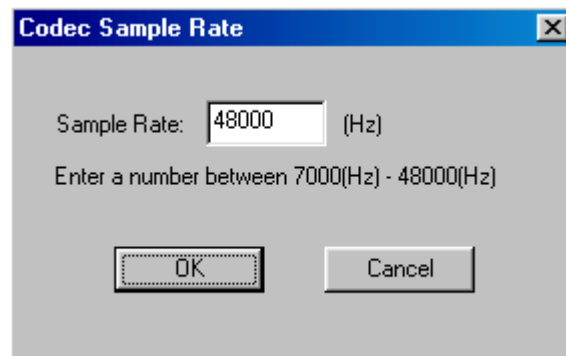 Codec Sample Rate
Sample Rate: 48000 (Hz)
Enter a number between 7000(Hz) - 48000(Hz)
OK Cancel